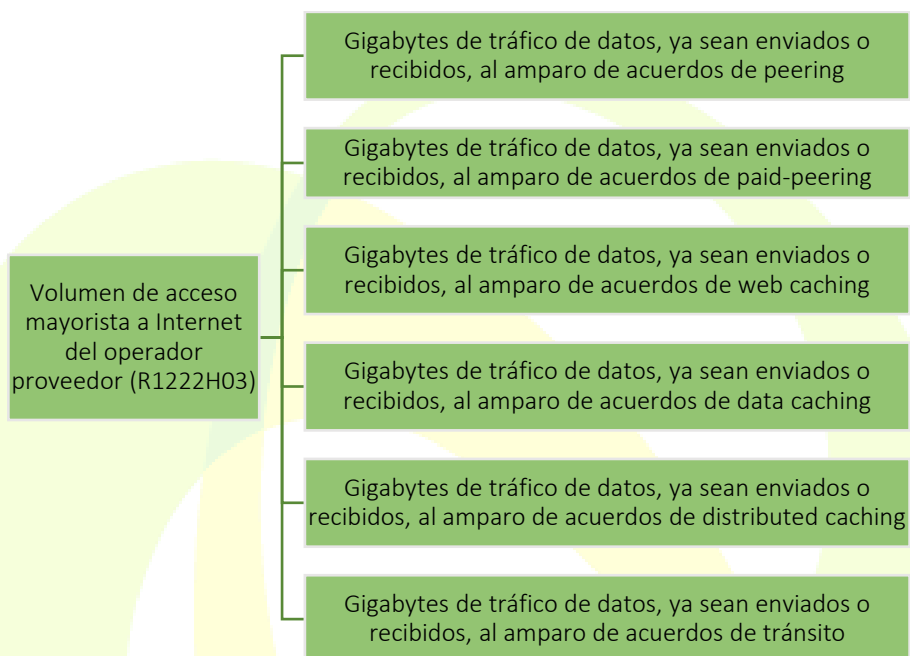 Gigabytes de tráfico de datos, ya sean enviados o
recibidos, al amparo de acuerdos de peering
Gigabytes de tráfico de datos, ya sean enviados o
recibidos, al amparo de acuerdos de paid-peering
Gigabytes de tráfico de datos, ya sean enviados o
recibidos, al amparo de acuerdos de web caching
Volumen de acceso
mayorista a Internet
del operador
proveedor (R1222H03)
Gigabytes de tráfico de datos, ya sean enviados o
recibidos, al amparo de acuerdos de data caching
Gigabytes de tráfico de datos, ya sean enviados o
recibidos, al amparo de acuerdos de distributed caching
Gigabytes de tráfico de datos, ya sean enviados o
recibidos, al amparo de acuerdos de tránsito